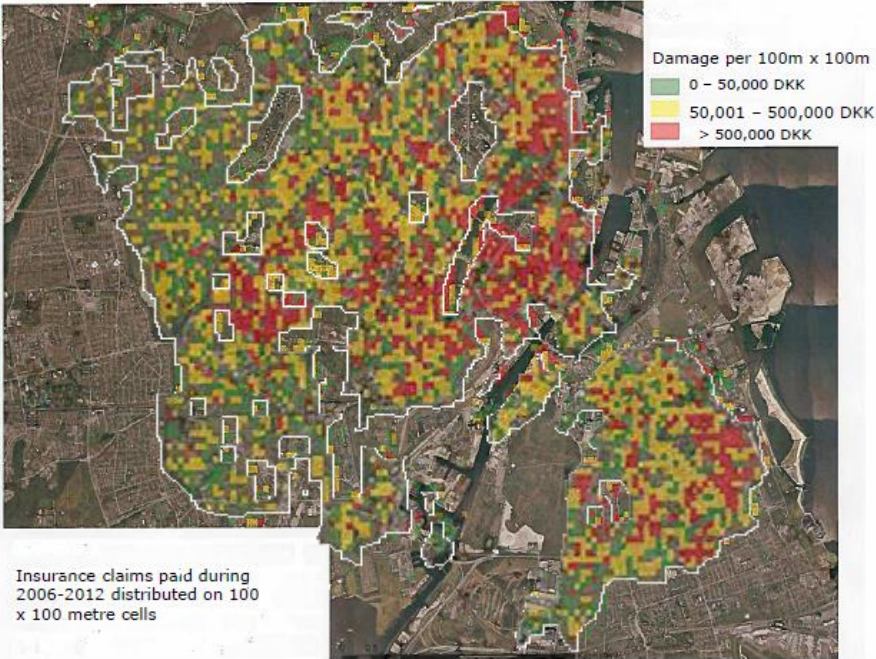 Damage per 100m x 100m
0 – 50,000 DKK
50,001 – 500,000 DKK
> 500,000 DKK
Insurance claims paid during
2006-2012 distributed on 100
x 100 metre cells